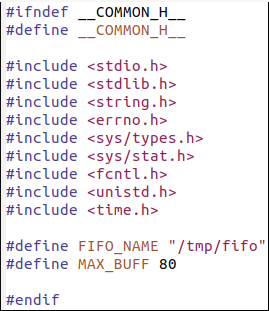 #ifndef __COMMON_H__
#define __COMMON_H__
#include <stdio.h>
#include <stdlib.h>
#include <string.h>
#include <errno.h>
#include <sys/types.h>
#include <sys/stat.h>
#include <fcntl.h>
#include <unistd.h>
#include <time.h>
#define FIFO_NAME "/tmp/fifo"
#define MAX_BUFF 80
#endif